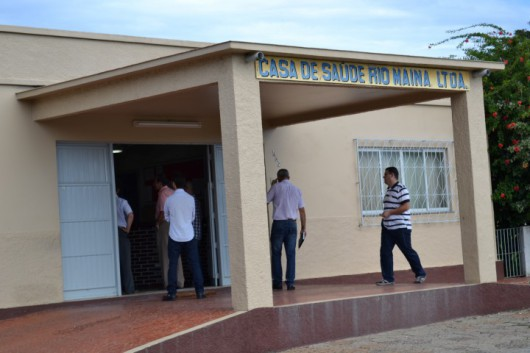 CASA DE SAÚDE RIO MAINA LTDA.